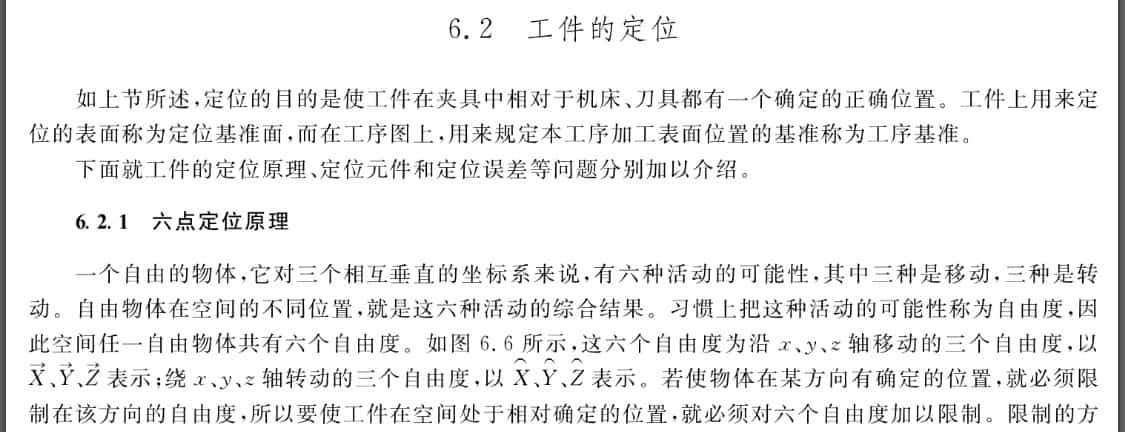 6.2 工件的定位
如上节所述,定位的目的是使工件在夹具中相对于机床、刀具都有一个确定的正确位置。工件上用来定
位的表面称为定位基准面,而在工序图上,用来规定本工序加工表面位置的基准称为工序基准。
下面就工件的定位原理、定位元件和定位误差等问题分别加以介绍。
6.2.1 六点定位原理
一个自由的物体,它对三个相互垂直的坐标系来说,有六种活动的可能性,其中三种是移动,三种是转
动。自由物体在空间的不同位置,就是这六种活动的综合结果。习惯上把这种活动的可能性称为自由度,因
此空间任一自由物体共有六个自由度。如图 6.6 所示,这六个自由度为沿 x、y、z 轴移动的三个自由度,以
X⃗、Y⃗、Z⃗ 表示;绕 x、y、z 轴转动的三个自由度,以 X̑、Y̑、Z̑ 表示。若使物体在某方向有确定的位置,就必须限
制在该方向的自由度,所以要使工件在空间处于相对确定的位置,就必须对六个自由度加以限制。限制的方